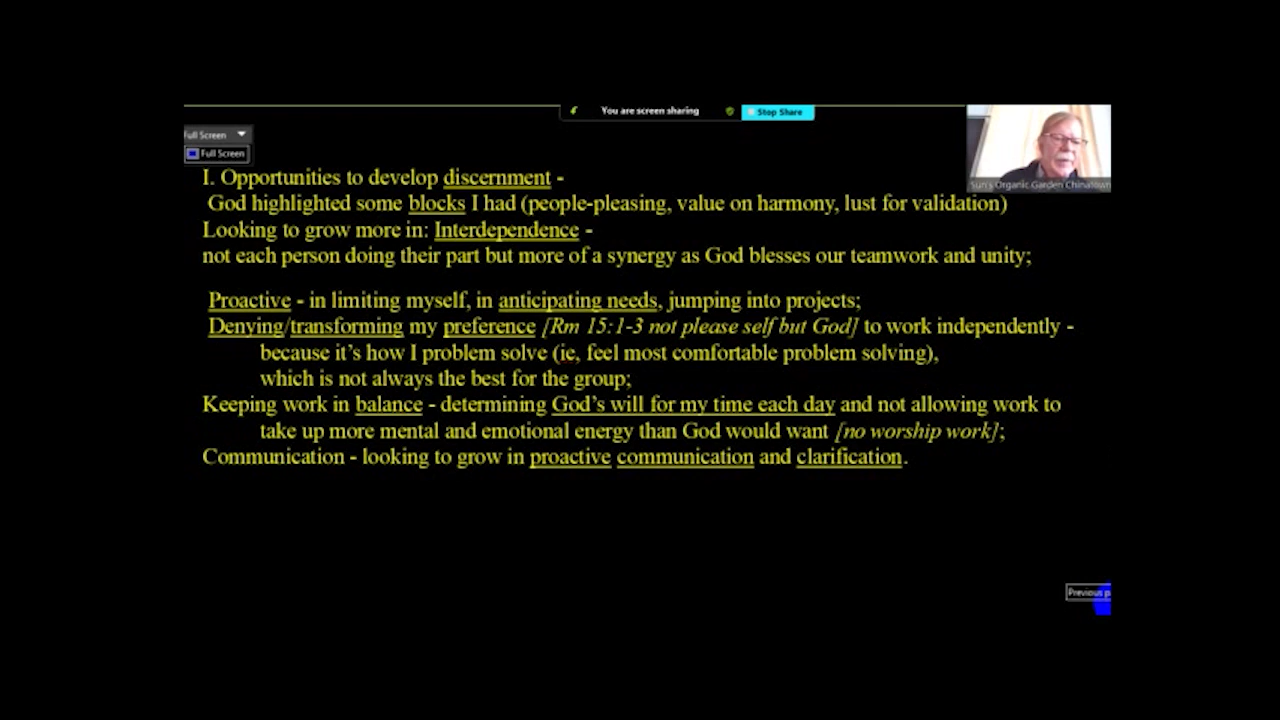 You are screen sharing
Stop Share
Full Screen
Full Screen
Sun's Organic Garden Chinatown
I. Opportunities to develop discernment -
God highlighted some blocks I had (people-pleasing, value on harmony, lust for validation)
Looking to grow more in: Interdependence -
not each person doing their part but more of a synergy as God blesses our teamwork and unity;
Proactive - in limiting myself, in anticipating needs, jumping into projects;
Denying/transforming my preference [Rm 15:1-3 not please self but God] to work independently -
because it’s how I problem solve (ie, feel most comfortable problem solving),
which is not always the best for the group;
Keeping work in balance - determining God’s will for my time each day and not allowing work to
take up more mental and emotional energy than God would want [no worship work];
Communication - looking to grow in proactive communication and clarification.
Previous p